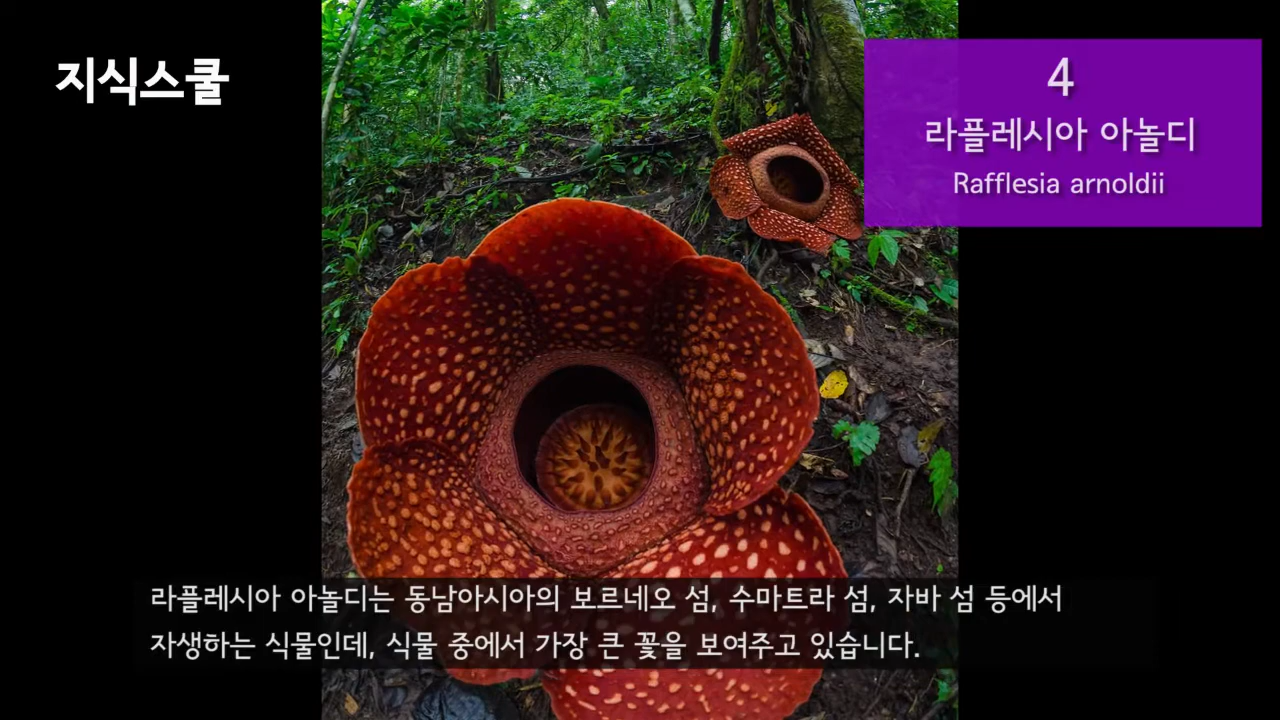 지식스쿨
4
라플레시아 아놀디
Rafflesia arnoldii
라플레시아 아놀디는 동남아시아의 보르네오 섬, 수마트라 섬, 자바 섬 등에서
자생하는 식물인데, 식물 중에서 가장 큰 꽃을 보여주고 있습니다.